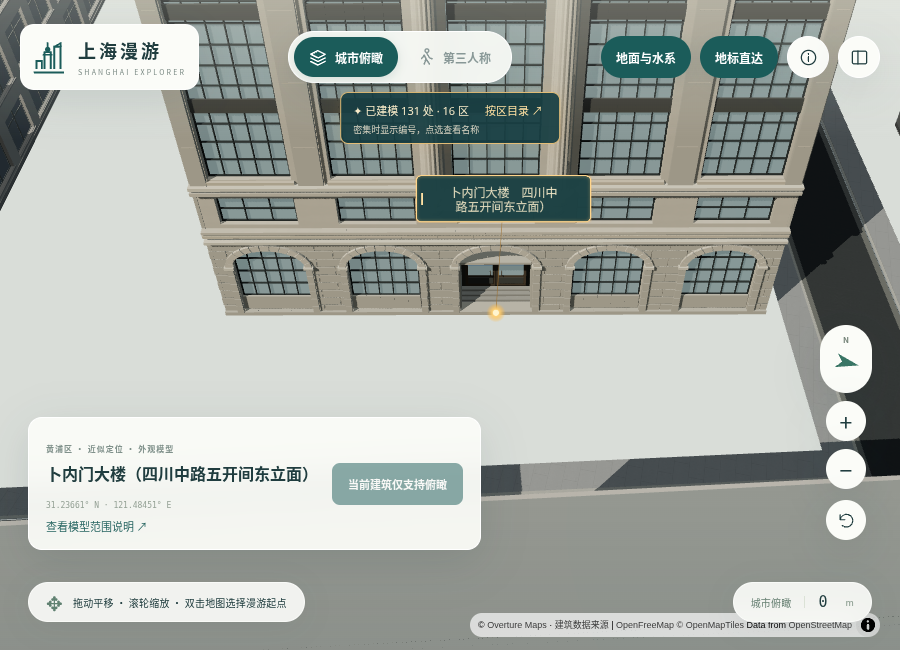 上海漫游
SHANGHAI EXPLORER
城市俯瞰
第三人称
地面与水系
地标直达
✦ 已建模 131 处 · 16 区 按区目录 ↗
密集时显示编号，点选查看名称
卜内门大楼 四川中
路五开间东立面）
N
+
−
黄浦区 · 近似定位 · 外观模型
卜内门大楼（四川中路五开间东立面）
31.23661° N · 121.48451° E
查看模型范围说明 ↗
当前建筑仅支持俯瞰
拖动平移 · 滚轮缩放 · 双击地图选择漫游起点
城市俯瞰 0 m
© Overture Maps · 建筑数据来源 | OpenFreeMap © OpenMapTiles Data from OpenStreetMap